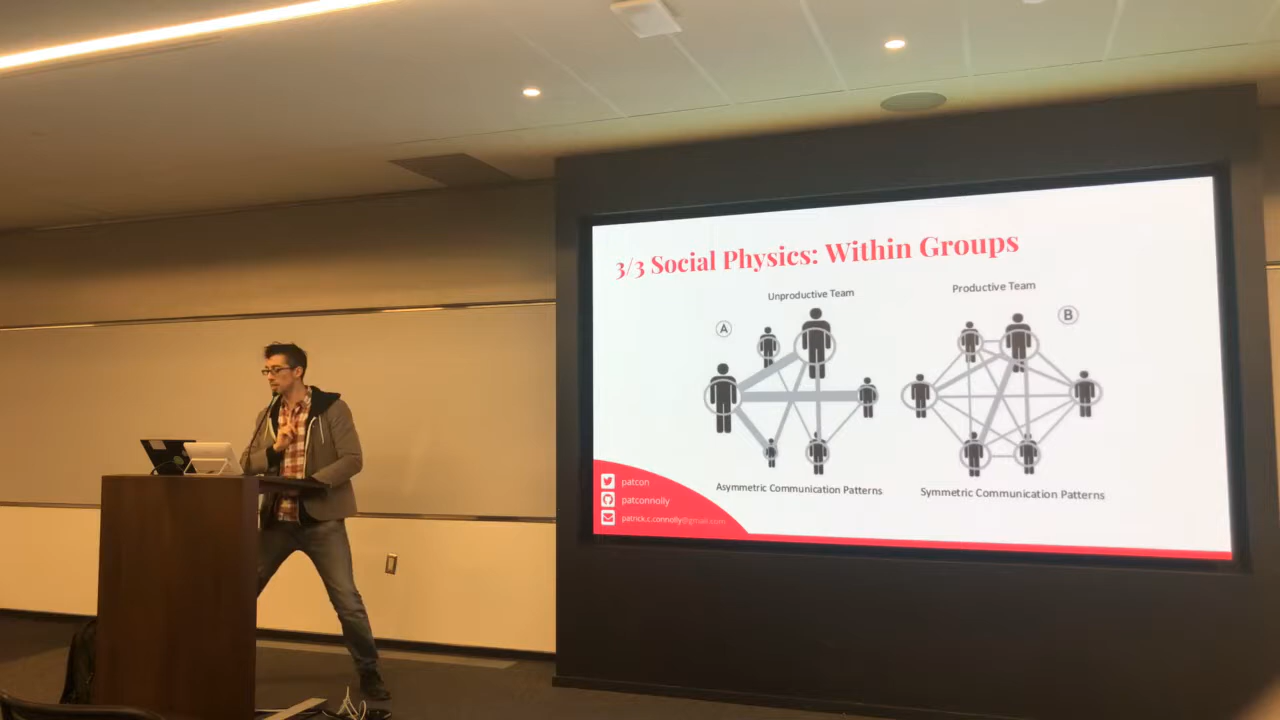 3/3 Social Physics: Within Groups
Unproductive Team
Productive Team
A
B
Asymmetric Communication Patterns
Symmetric Communication Patterns
patcon
patconnolly
patrick.c.connolly@gmail.com